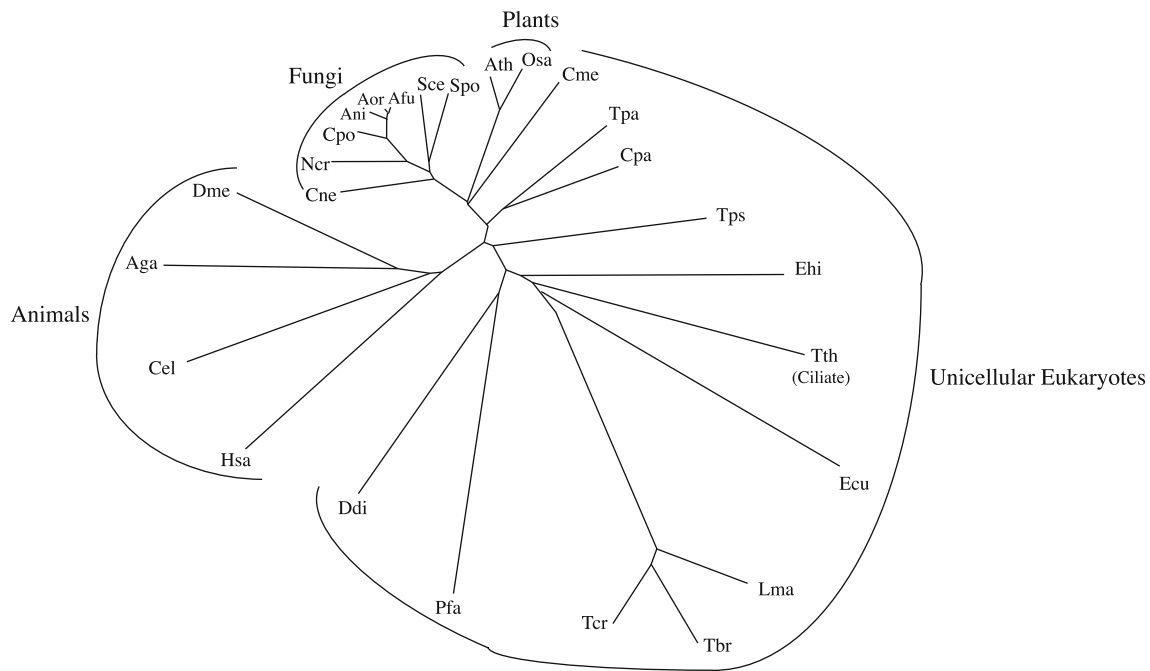 Plants
Fungi
Ath
Osa
Cme
Sce
Spo
Aor
Afu
Ani
Cpo
Ncr
Cne
Tpa
Cpa
Dme
Tps
Aga
Ehi
Animals
Cel
Tth
(Ciliate)
Unicellular Eukaryotes
Hsa
Ecu
Ddi
Pfa
Lma
Tcr
Tbr